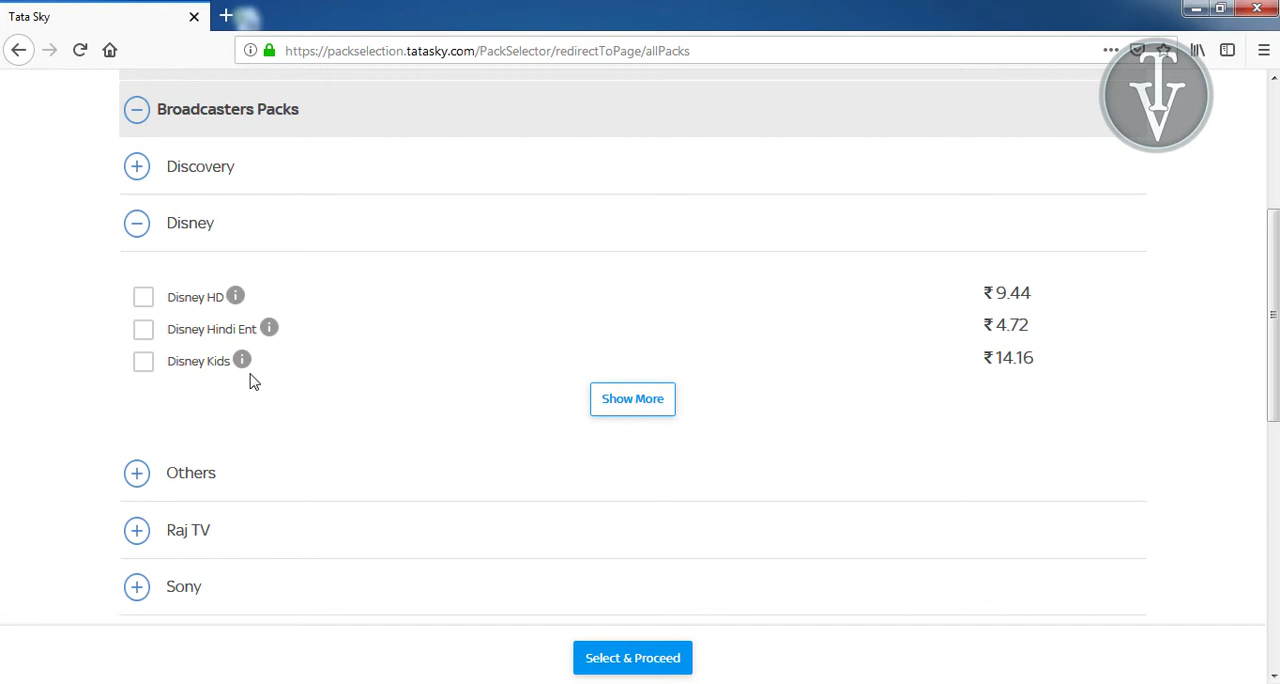 Tata Sky
https://packselection.tatasky.com/PackSelector/redirectToPage/allPacks
TV
Broadcasters Packs
Discovery
Disney
Disney HD i ₹ 9.44
Disney Hindi Ent i ₹ 4.72
Disney Kids i ₹ 14.16
Show More
Others
Raj TV
Sony
Select & Proceed